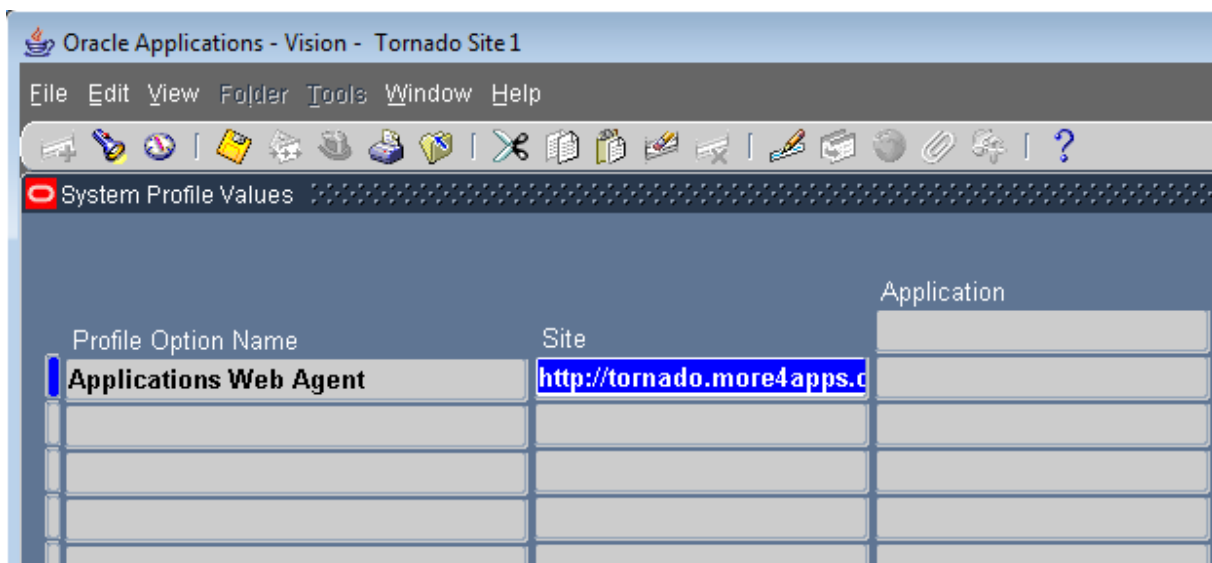 Oracle Applications - Vision - Tornado Site 1
File Edit View Folder Tools Window Help
System Profile Values
Application
Profile Option Name Site
Applications Web Agent http://tornado.more4apps.c